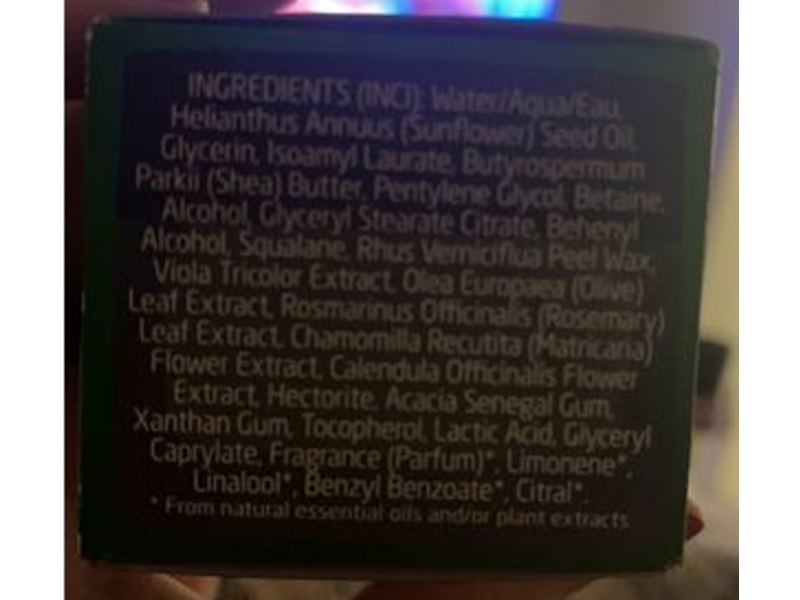 INGREDIENTS (INCI): Water/Aqua/Eau,
Helianthus Annuus (Sunflower) Seed Oil,
Glycerin, Isoamyl Laurate, Butyrospermum
Parkii (Shea) Butter, Pentylene Glycol, Betaine,
Alcohol, Glyceryl Stearate Citrate, Behenyl
Alcohol, Squalane, Rhus Verniciflua Peel Wax,
Viola Tricolor Extract, Olea Europaea (Olive)
Leaf Extract, Rosmarinus Officinalis (Rosemary)
Leaf Extract, Chamomilla Recutita (Matricaria)
Flower Extract, Calendula Officinalis Flower
Extract, Hectorite, Acacia Senegal Gum,
Xanthan Gum, Tocopherol, Lactic Acid, Glyceryl
Caprylate, Fragrance (Parfum)*, Limonene*,
Linalool*, Benzyl Benzoate*, Citral*.
* From natural essential oils and/or plant extracts